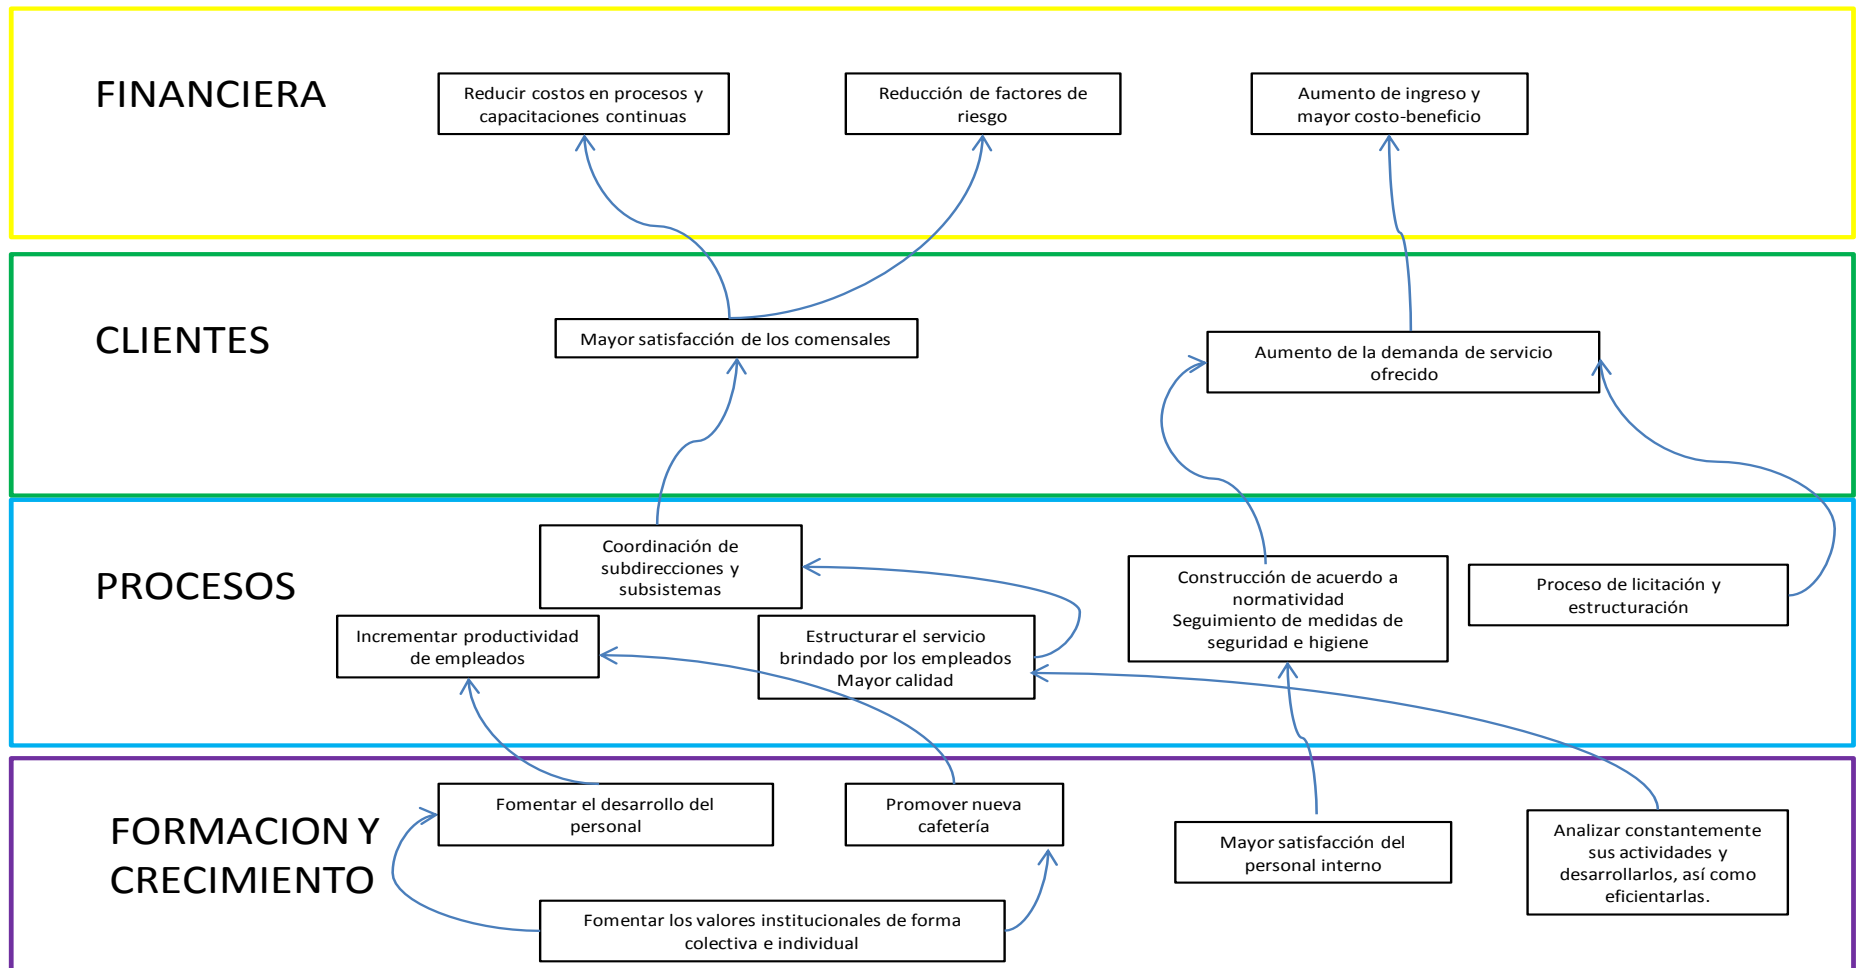 FINANCIERA
Reducir costos en procesos y
capacitaciones continuas
Reducción de factores de
riesgo
Aumento de ingreso y
mayor costo-beneficio
CLIENTES
Mayor satisfacción de los comensales
Aumento de la demanda de servicio
ofrecido
PROCESOS
Coordinación de
subdirecciones y
subsistemas
Construcción de acuerdo a
normatividad
Seguimiento de medidas de
seguridad e higiene
Proceso de licitación y
estructuración
Incrementar productividad
de empleados
Estructurar el servicio
brindado por los empleados
Mayor calidad
FORMACION Y
CRECIMIENTO
Fomentar el desarrollo del
personal
Promover nueva
cafetería
Mayor satisfacción del
personal interno
Analizar constantemente
sus actividades y
desarrollarlos, así como
eficientarlas.
Fomentar los valores institucionales de forma
colectiva e individual